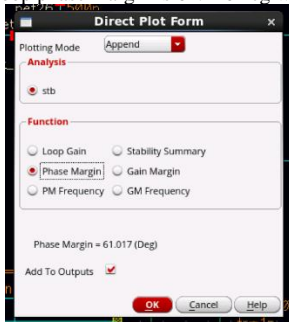 Direct Plot Form
Plotting Mode Append
Analysis
stb
Function
Loop Gain Stability Summary
Phase Margin Gain Margin
PM Frequency GM Frequency
Phase Margin = 61.017 (Deg)
Add To Outputs
OK Cancel Help